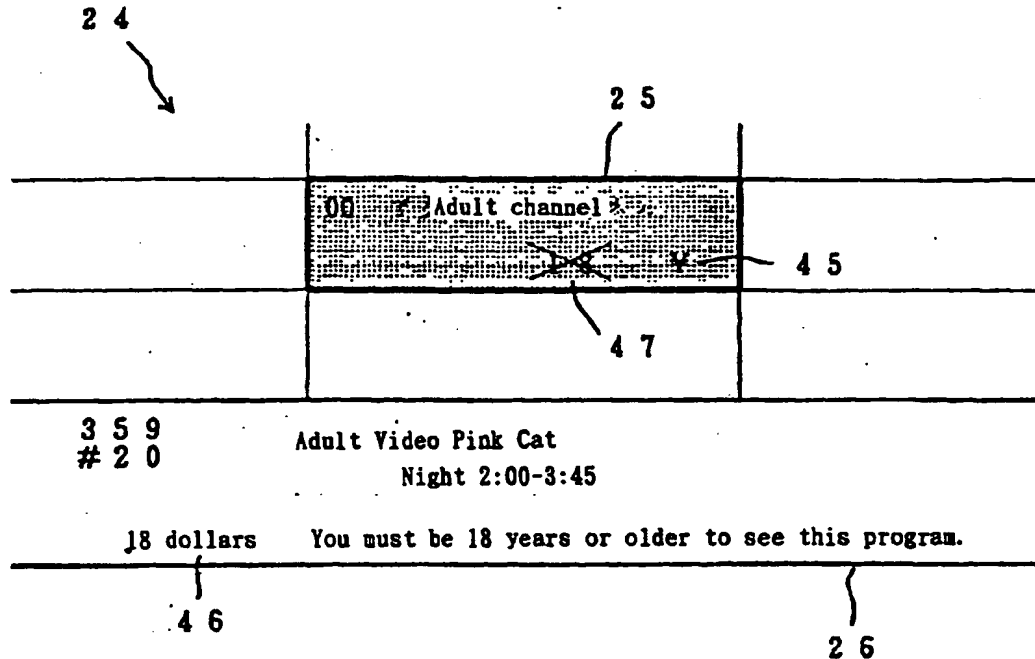 2 4
2 5
00 Adult channel
18 ¥ 4 5
4 7
3 5 9
# 2 0
Adult Video Pink Cat
Night 2:00-3:45
18 dollars You must be 18 years or older to see this program.
4 6
2 6